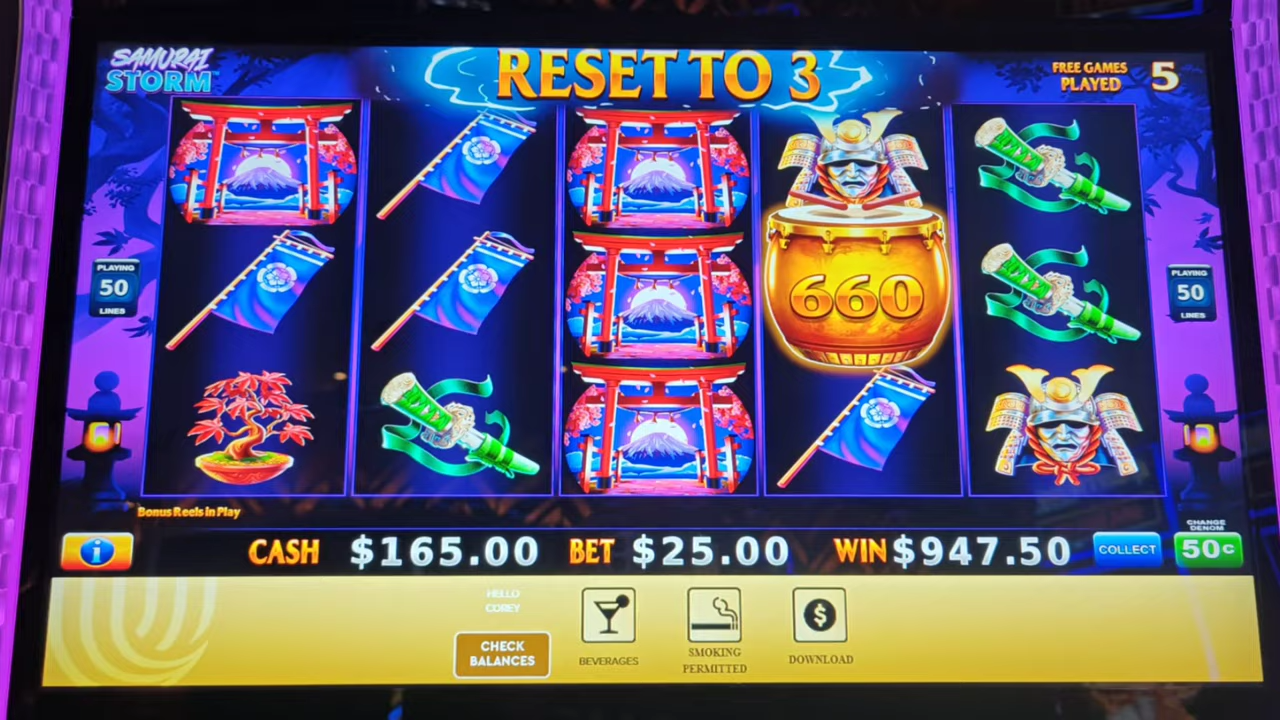 SAMURAI
STORM
RESET TO 3
FREE GAMES
PLAYED
5
PLAYING
50
LINES
660
PLAYING
50
LINES
Bonus Reels in Play
CHANGE
DENOM
i
CASH $165.00 BET $25.00 WIN $947.50
COLLECT
50¢
HELLO
COREY
CHECK
BALANCES
BEVERAGES
SMOKING
PERMITTED
$
DOWNLOAD